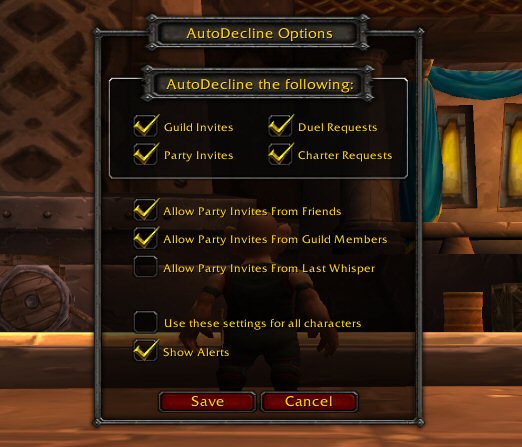 AutoDecline Options
AutoDecline the following:
Guild Invites Duel Requests
Party Invites Charter Requests
Allow Party Invites From Friends
Allow Party Invites From Guild Members
Allow Party Invites From Last Whisper
Use these settings for all characters
Show Alerts
Save Cancel